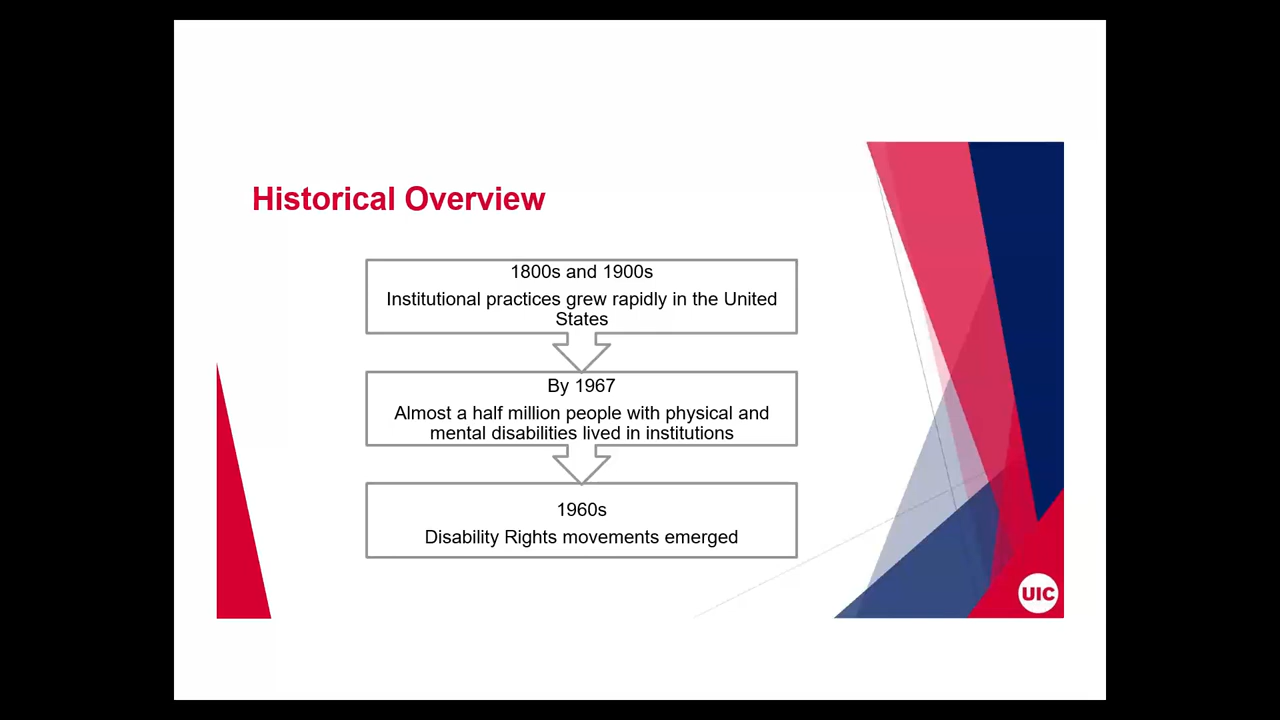 Historical Overview
1800s and 1900s
Institutional practices grew rapidly in the United
States
By 1967
Almost a half million people with physical and
mental disabilities lived in institutions
1960s
Disability Rights movements emerged
UIC